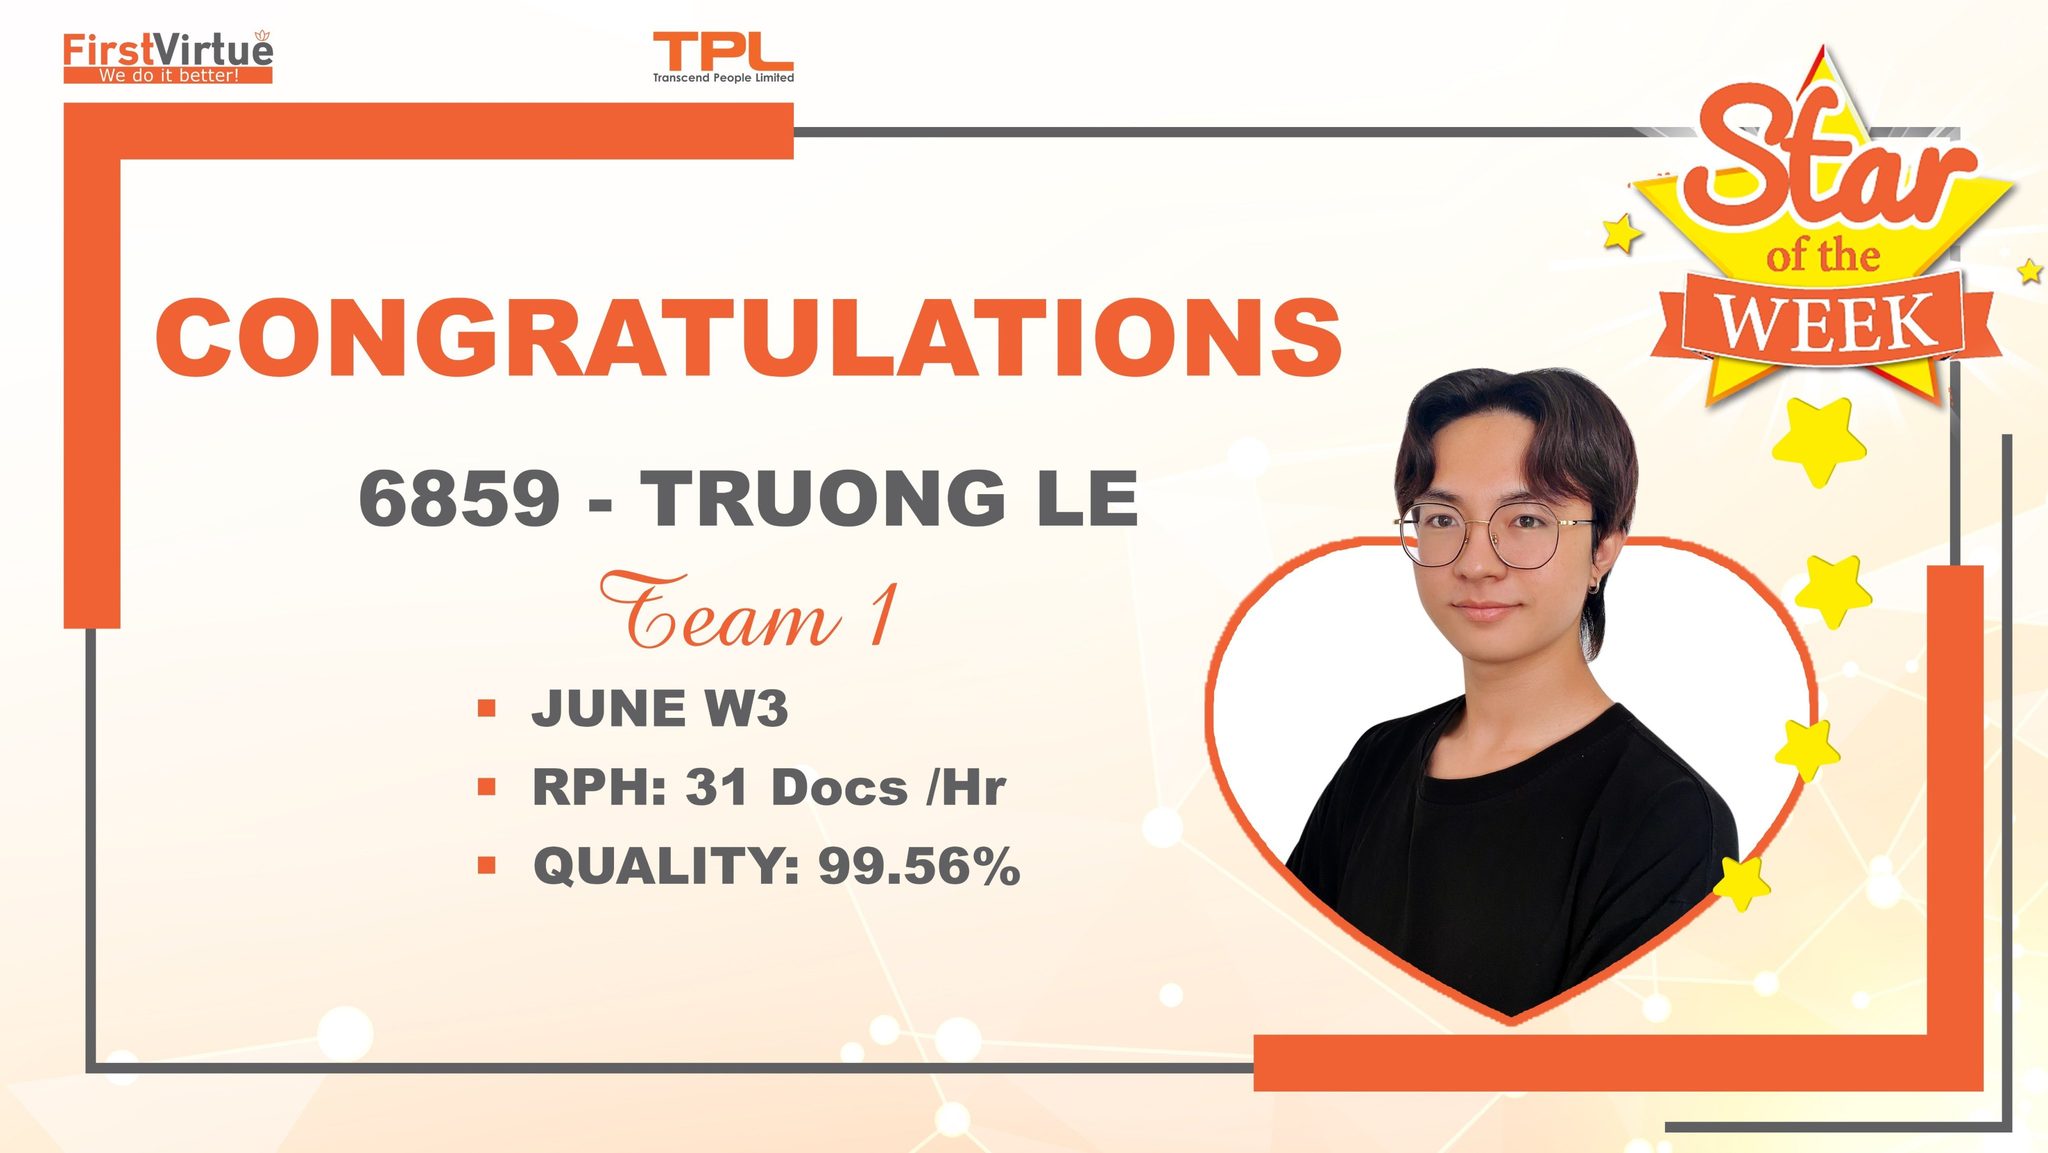 FirstVirtue
We do it better!
TPL
Transcend People Limited
Star
of the
WEEK
CONGRATULATIONS
6859 - TRUONG LE
Team 1
▪ JUNE W3
▪ RPH: 31 Docs /Hr
▪ QUALITY: 99.56%